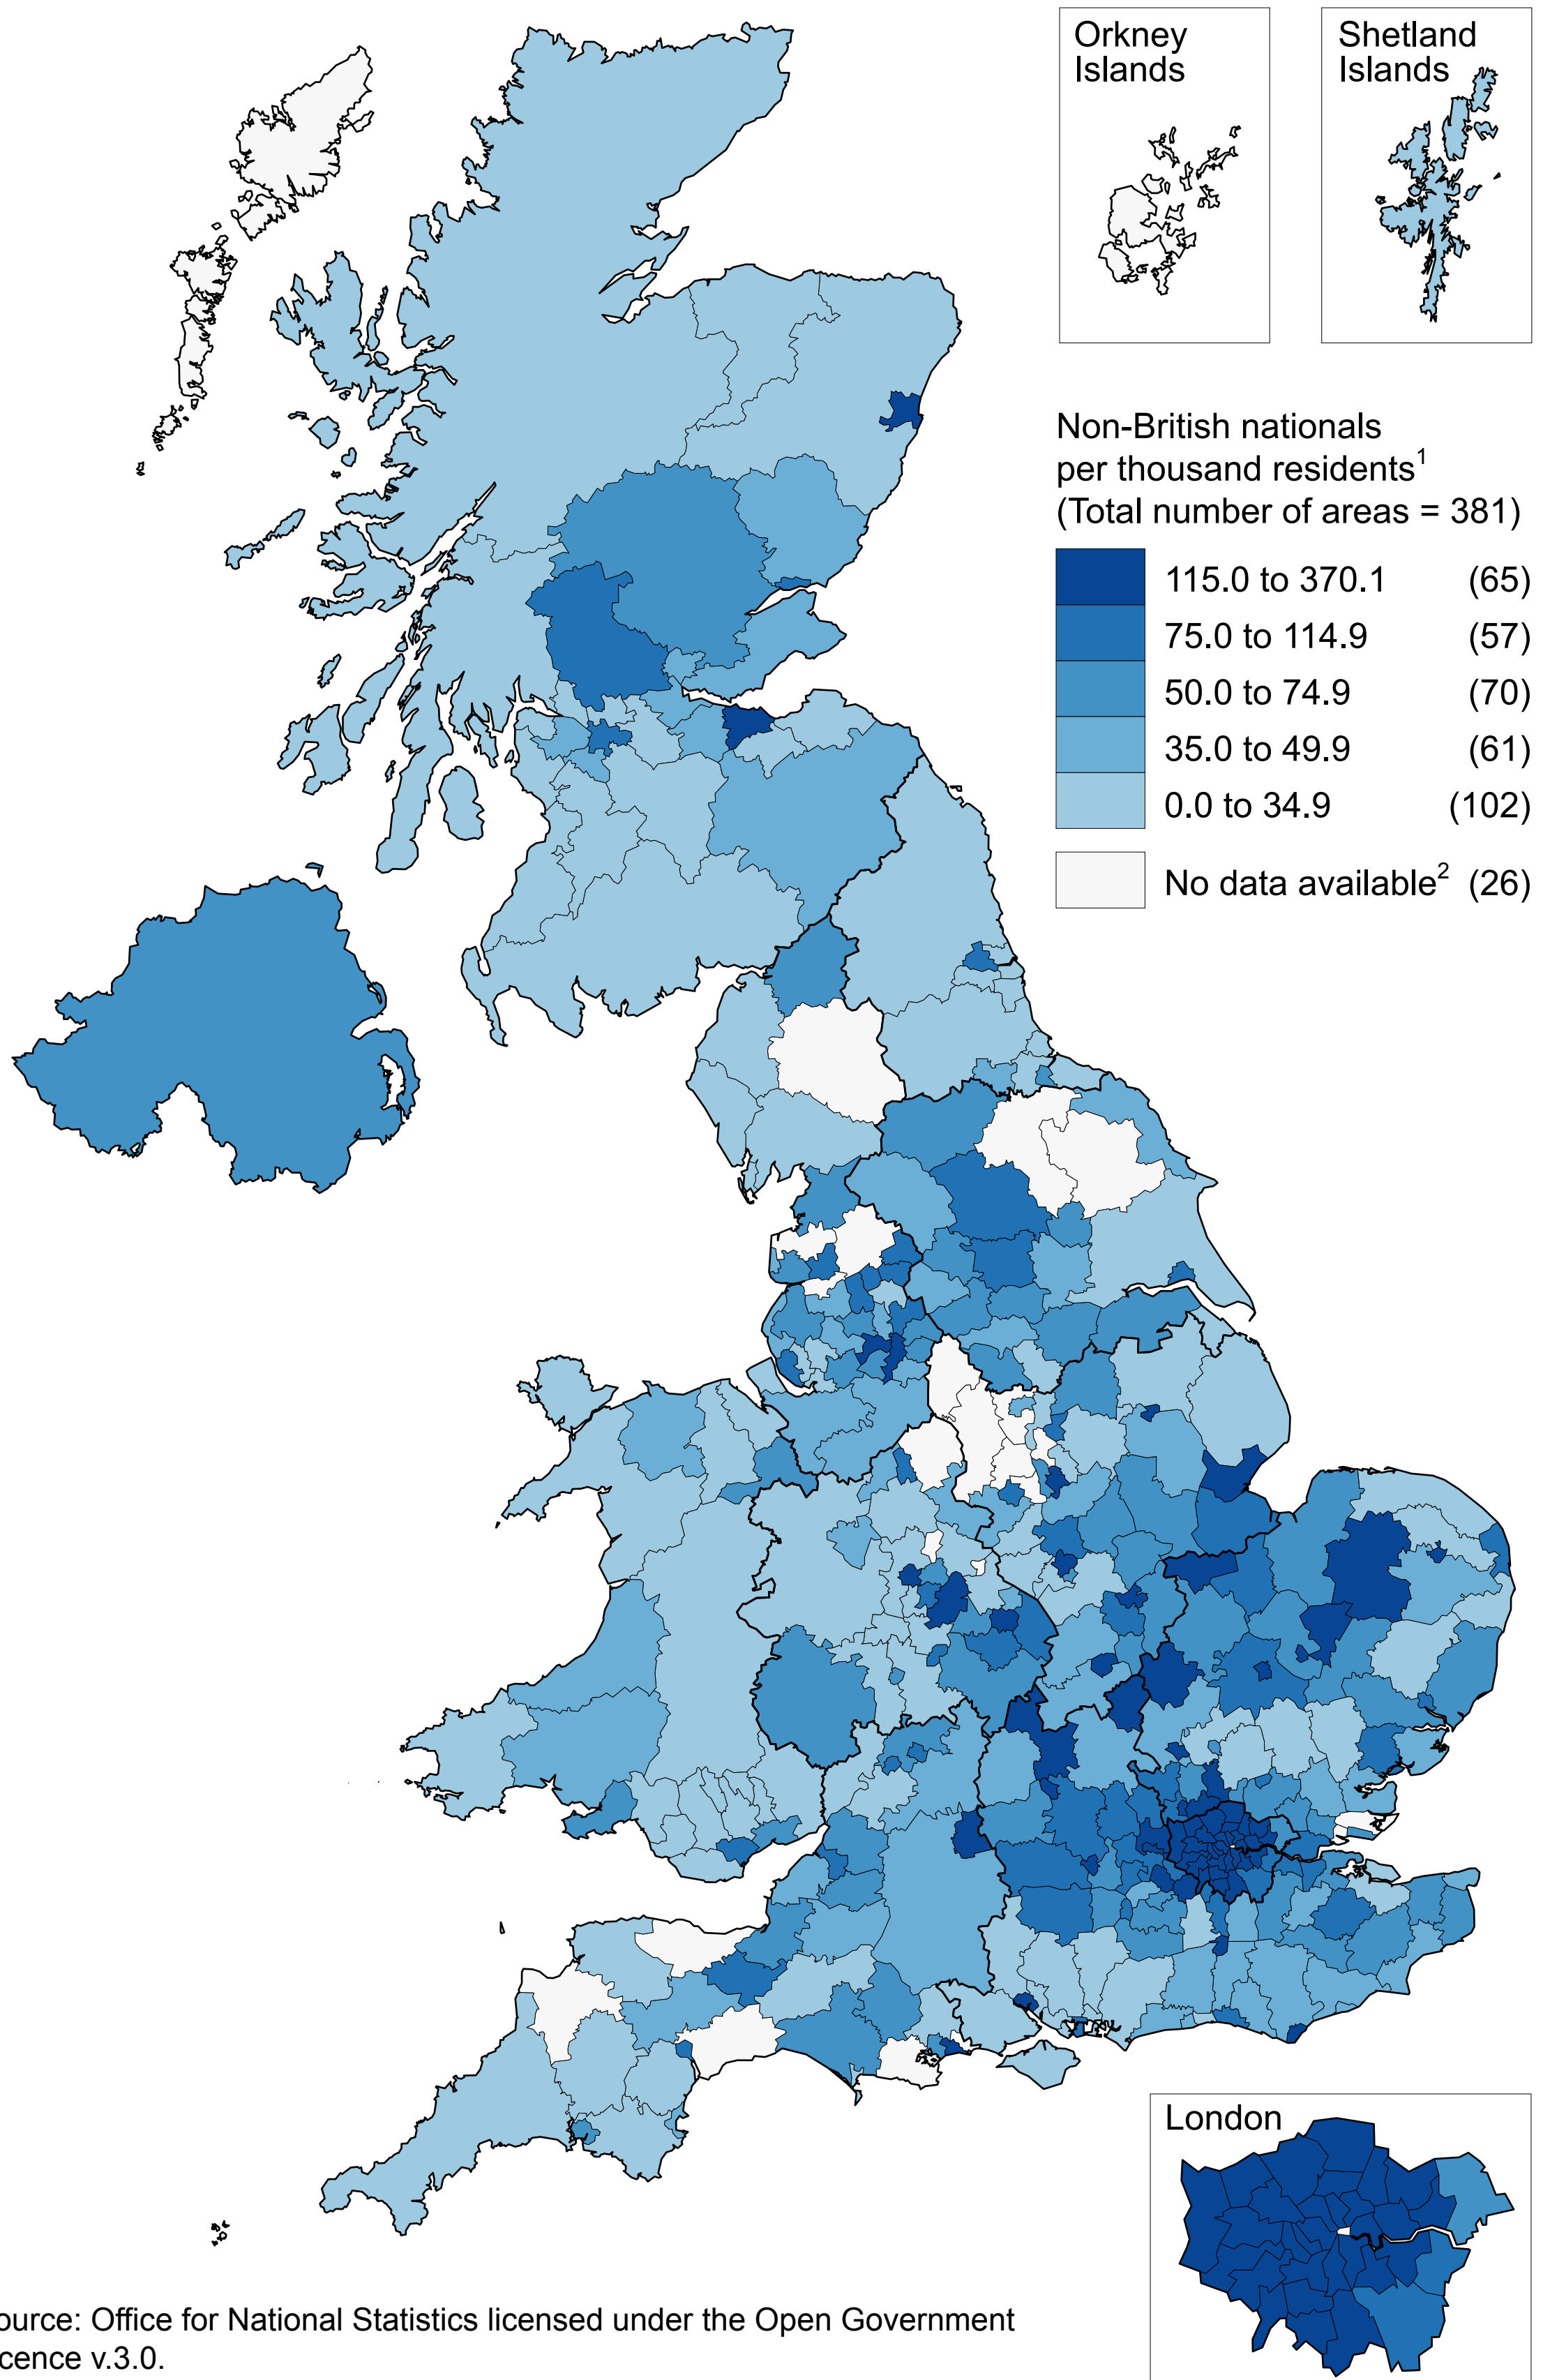 Orkney
Islands
Shetland
Islands
Non-British nationals
per thousand residents¹
(Total number of areas = 381)
115.0 to 370.1 (65)
75.0 to 114.9 (57)
50.0 to 74.9 (70)
35.0 to 49.9 (61)
0.0 to 34.9 (102)
No data available² (26)
London
ource: Office for National Statistics licensed under the Open Government
cence v.3.0.